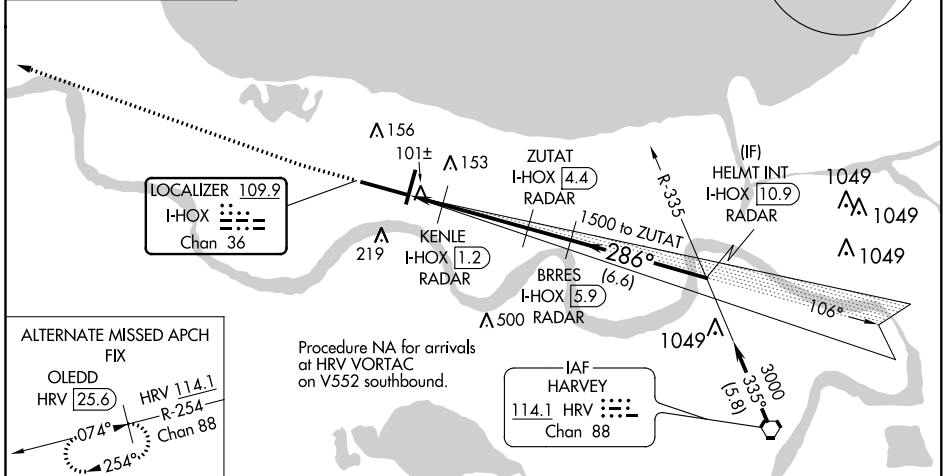 156
101±
153
ZUTAT
I-HOX 4.4
RADAR
(IF)
HELMT INT
I-HOX 10.9
RADAR
R-335
1049
1049
1049
LOCALIZER 109.9
I-HOX
Chan 36
219
KENLE
I-HOX 1.2
RADAR
1500 to ZUTAT
286°
(6.6)
BRRES
I-HOX 5.9
RADAR
106°
500
1049
ALTERNATE MISSED APCH
FIX
OLEDD
HRV 25.6
HRV 114.1
R-254
Chan 88
074°
254°
Procedure NA for arrivals
at HRV VORTAC
on V552 southbound.
IAF
HARVEY
114.1 HRV
Chan 88
3000
335°
(5.8)